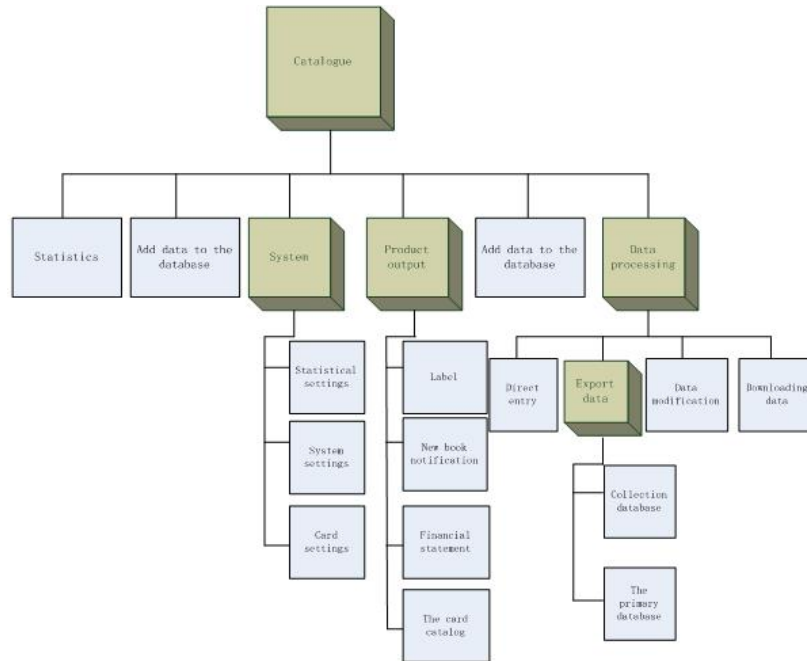 Catalogue
Statistics
Add data to the
database
System
Product
output
Add data to the
database
Data
processing
Statistical
settings
System
settings
Card
settings
Label
New book
notification
Financial
statement
The card
catalog
Direct
entry
Export
data
Data
modification
Downloading
data
Collection
database
The
primary
database